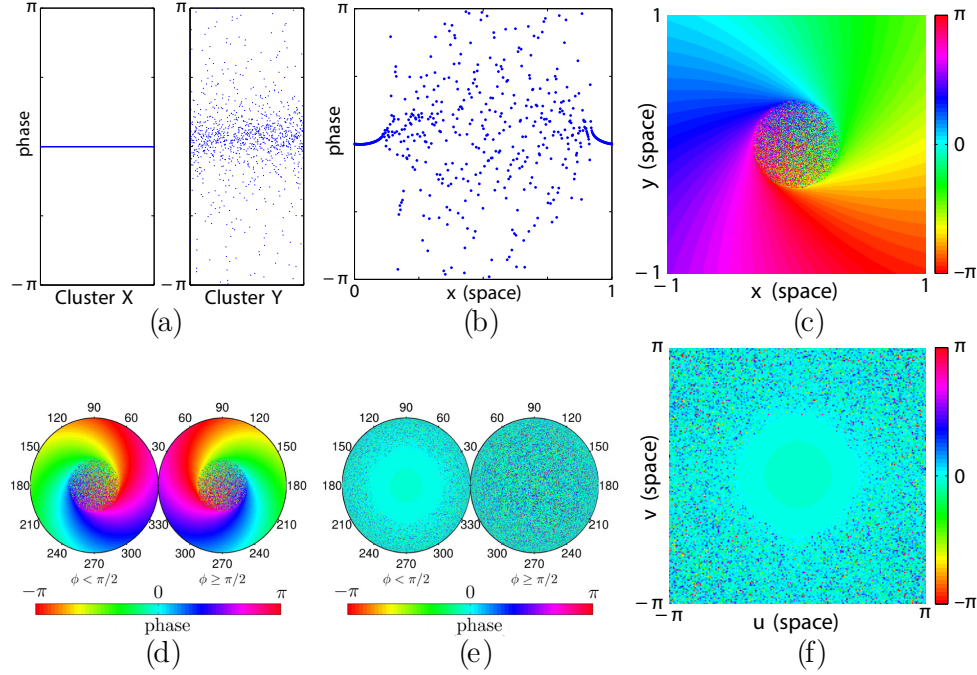 π
phase
− π
Cluster X
π
Cluster Y
(a)
π
phase
− π
0
x (space)
1
(b)
1
y (space)
− 1
− 1
x (space)
1
π
0
−π
(c)
90 90
120 60 60 120
150 30 150
180 180
210 330 210
240 300 300 240
270 270
ϕ < π/2 ϕ ≥ π/2
−π 0 π
phase
(d)
90 90
120 60 60 120
150 30 150
180 180
210 330 210
240 300 300 240
270 270
ϕ < π/2 ϕ ≥ π/2
−π 0 π
phase
(e)
π
v (space)
− π
− π
u (space)
π
π
0
−π
(f)